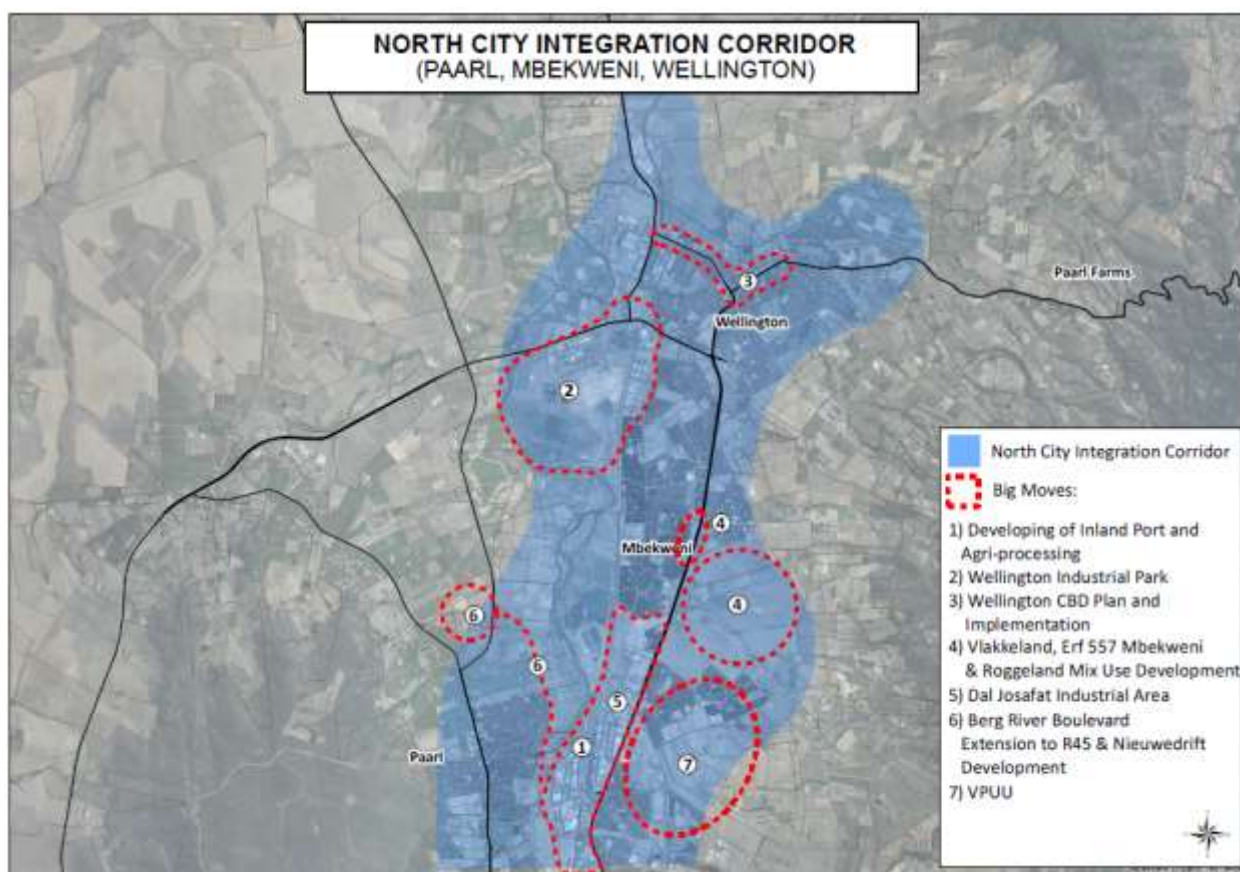 NORTH CITY INTEGRATION CORRIDOR
(PAARL, MBEKWENI, WELLINGTON)
Paarl Farms
3
Wellington
2
4
Mbekweni
4
6
6
5
1
Paarl
7
North City Integration Corridor
Big Moves:
1) Developing of Inland Port and
Agri-processing
2) Wellington Industrial Park
3) Wellington CBD Plan and
Implementation
4) Vlakkeland, Erf 557 Mbekweni
& Roggeland Mix Use Development
5) Dal Josafat Industrial Area
6) Berg River Boulevard
Extension to R45 & Nieuwedrift
Development
7) VPUU